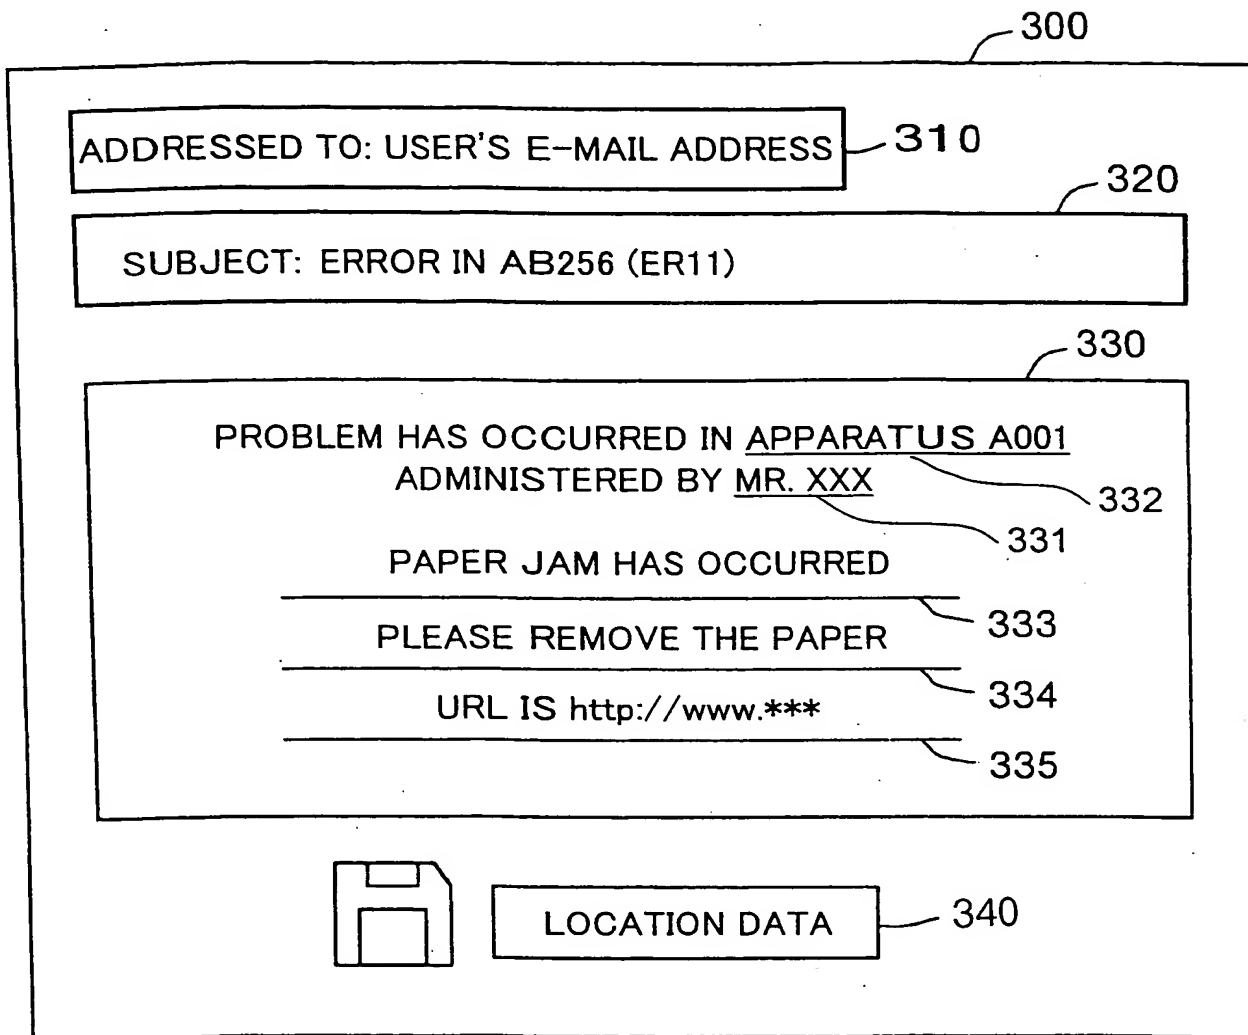 300
ADDRESSED TO: USER'S E-MAIL ADDRESS
310
320
SUBJECT: ERROR IN AB256 (ER11)
330
PROBLEM HAS OCCURRED IN APPARATUS A001
ADMINISTERED BY MR. XXX
332
331
PAPER JAM HAS OCCURRED
333
PLEASE REMOVE THE PAPER
334
URL IS http://www.***
335
LOCATION DATA
340